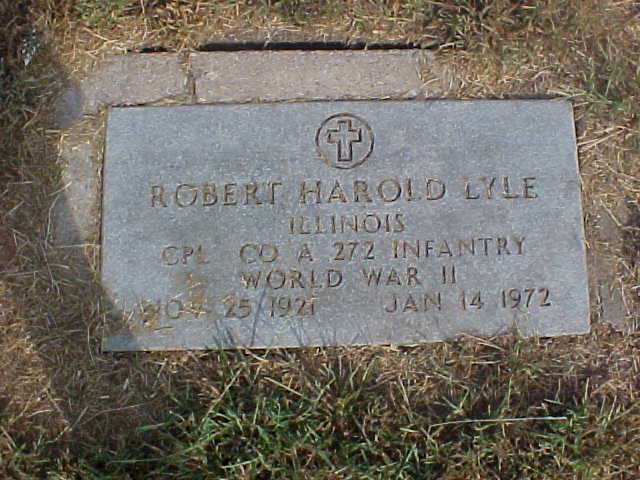 ROBERT HAROLD LYLE
ILLINOIS
CPL CO A 272 INFANTRY
WORLD WAR II
NOV 25 1921 JAN 14 1972